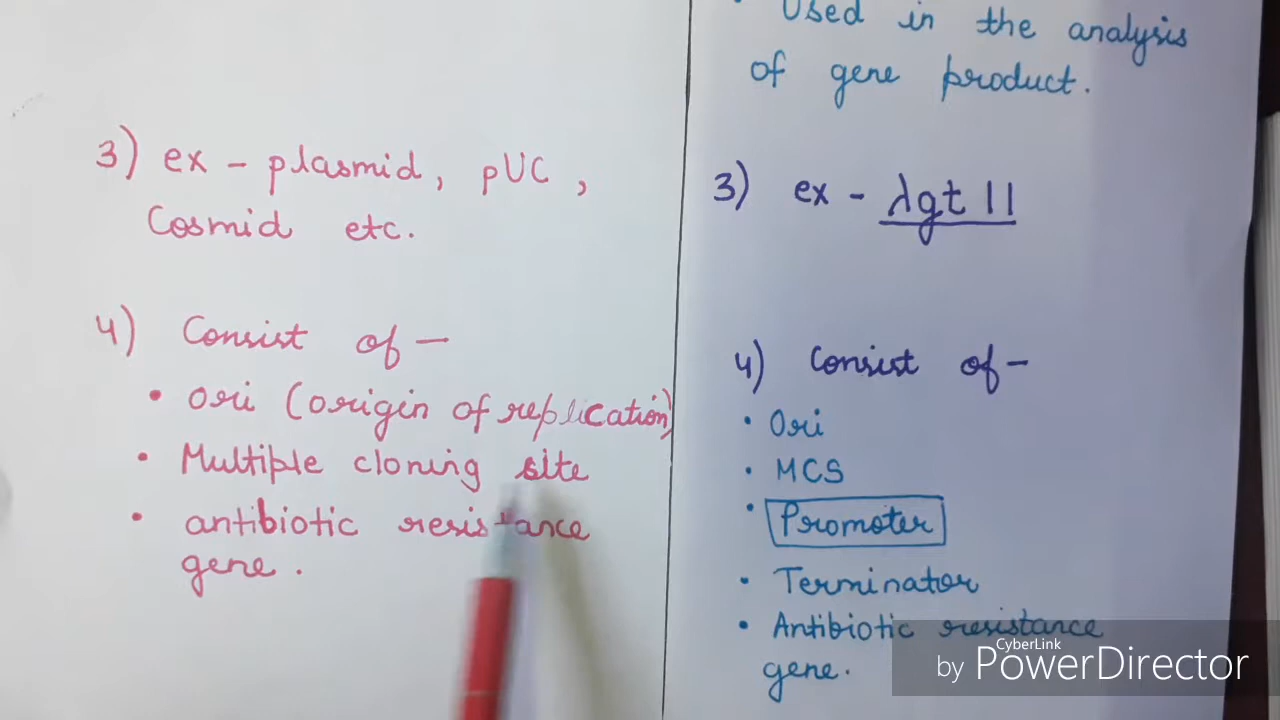 3) ex - plasmid, pUC,
Cosmid etc.
4) Consist of -
• Ori (origin of replication)
• Multiple cloning site
• antibiotic resistance
gene.
• Used in the analysis
of gene product.
3) ex - λgt 11
4) Consist of -
• Ori
• MCS
• Promoter
• Terminator
• Antibiotic resistance
gene.
CyberLink
by PowerDirector